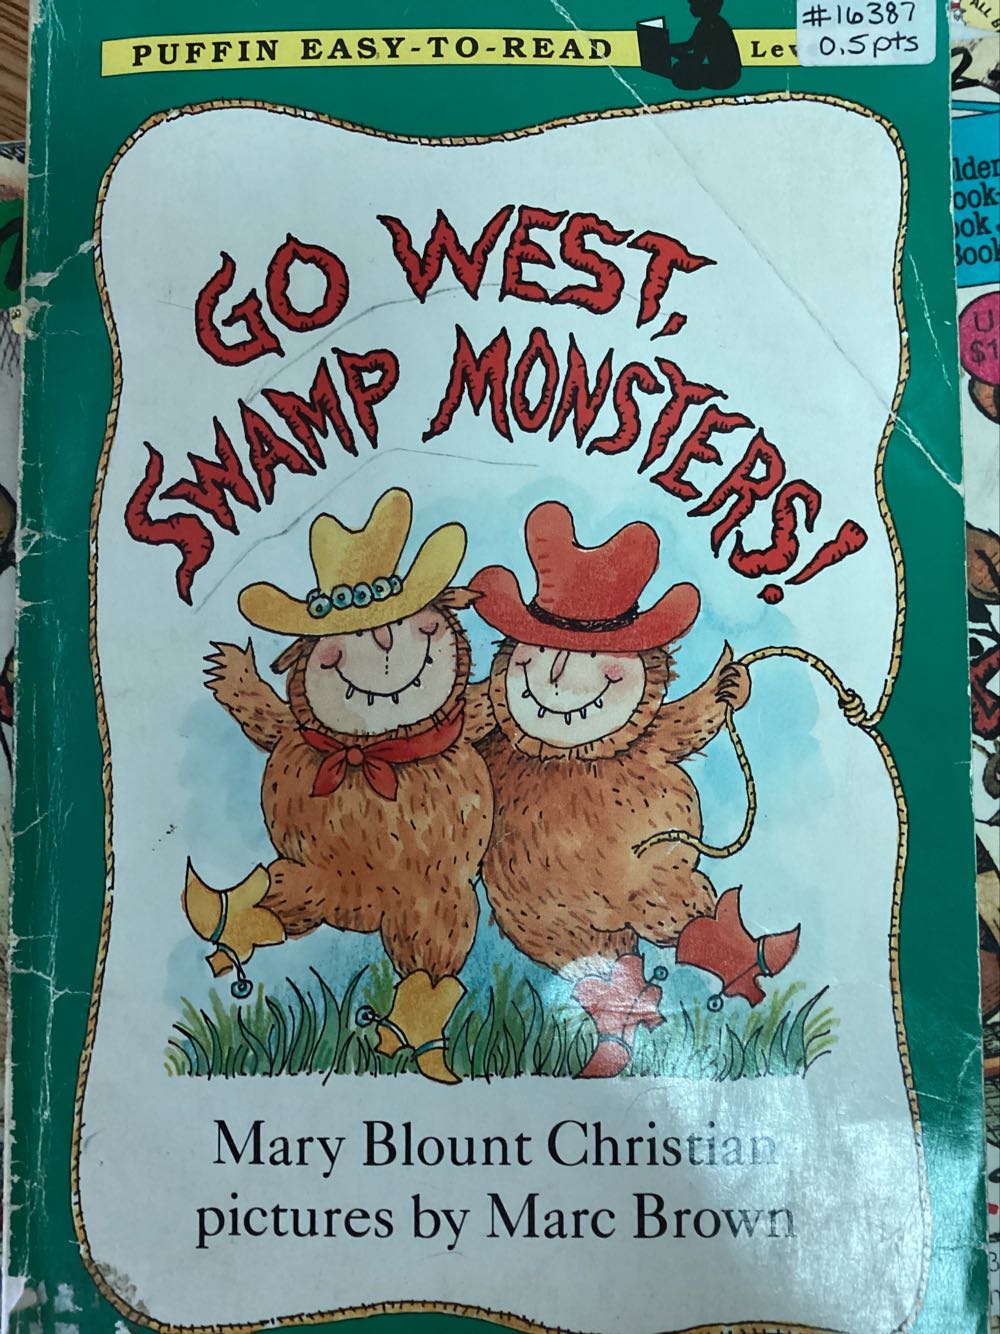 #16387
0.5pts
PUFFIN EASY-TO-READ
GO WEST,
SWAMP MONSTERS!
Mary Blount Christian
pictures by Marc Brown